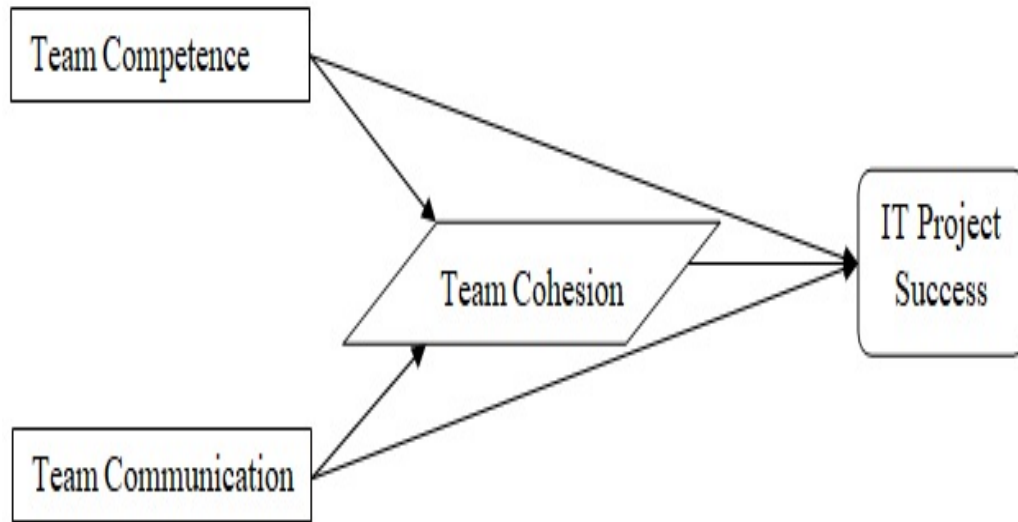 Team Competence
IT Project
Success
Team Cohesion
Team Communication